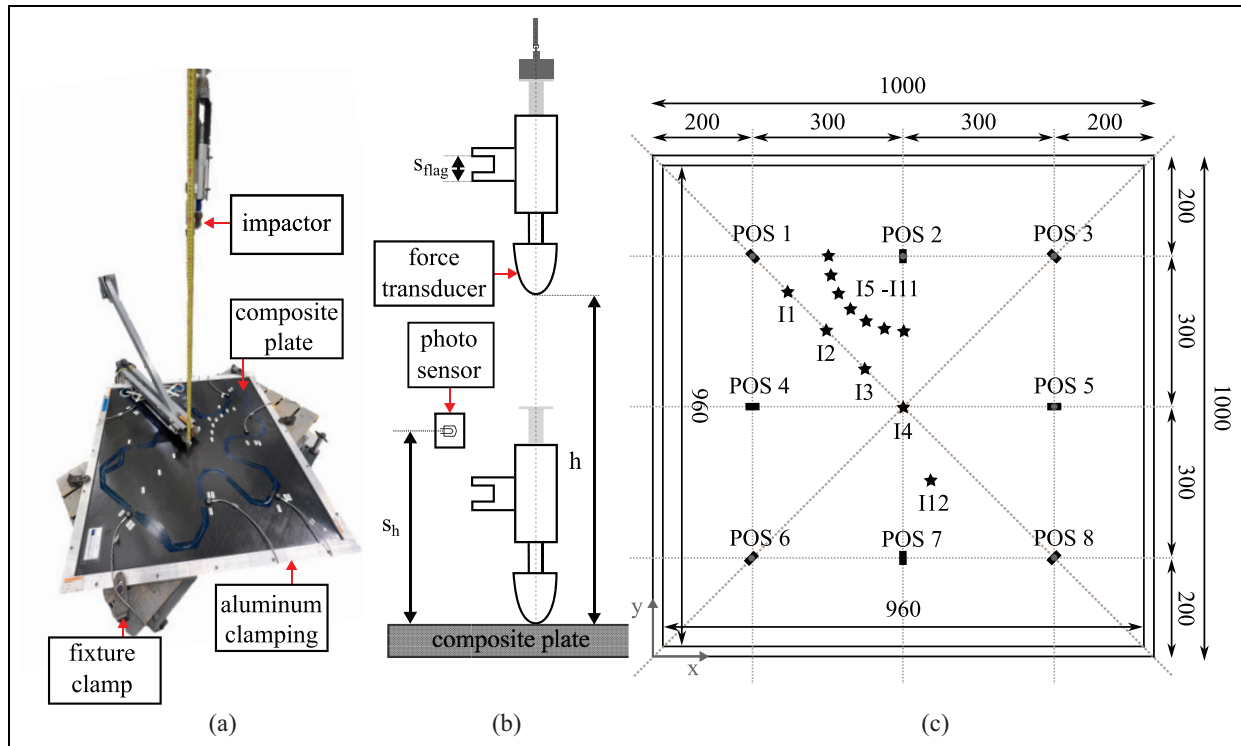 impactor
composite
plate
aluminum
clamping
fixture
clamp
(a)
s_flag
force
transducer
photo
sensor
h
s_h
composite plate
(b)
1000
200
300
300
200
POS 1
POS 2
POS 3
I5 -I11
I1
I2
I3
POS 4
POS 5
I4
I12
POS 6
POS 7
POS 8
960
960
200
300
300
200
1000
y
x
(c)